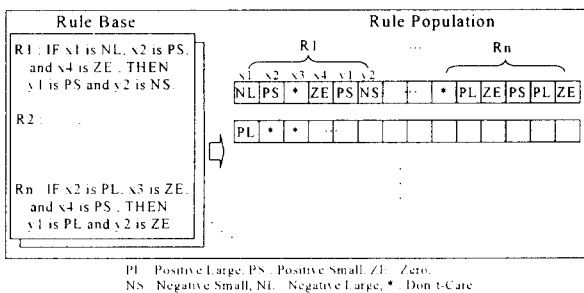 Rule Base
Rule Population
R1 : IF x1 is NL, x2 is PS,
and x4 is ZE , THEN
y1 is PS and y2 is NS.
R2 :
Rn : IF x2 is PL, x3 is ZE,
and x4 is PS , THEN
y1 is PL and y2 is ZE
R1 ... Rn
x1 x2 x3 x4 y1 y2
NL PS * ZE PS NS ... * PL ZE PS PL ZE
PL * * ...
PL : Positive Large, PS : Positive Small, ZE : Zero,
NS : Negative Small, NL : Negative Large, * : Don't-Care